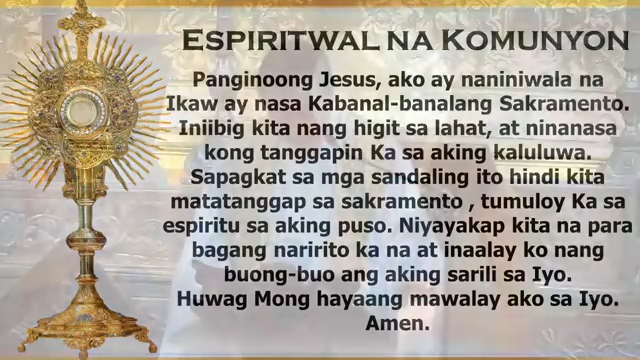 ESPIRITWAL NA KOMUNYON
Panginoong Jesus, ako ay naniniwala na
Ikaw ay nasa Kabanal-banalang Sakramento.
Iniibig kita nang higit sa lahat, at ninanasa
kong tanggapin Ka sa aking kaluluwa.
Sapagkat sa mga sandaling ito hindi kita
matatanggap sa sakramento , tumuloy Ka sa
espiritu sa aking puso. Niyayakap kita na para
bagang naririto ka na at inaalay ko nang
buong-buo ang aking sarili sa Iyo.
Huwag Mong hayaang mawalay ako sa Iyo.
Amen.